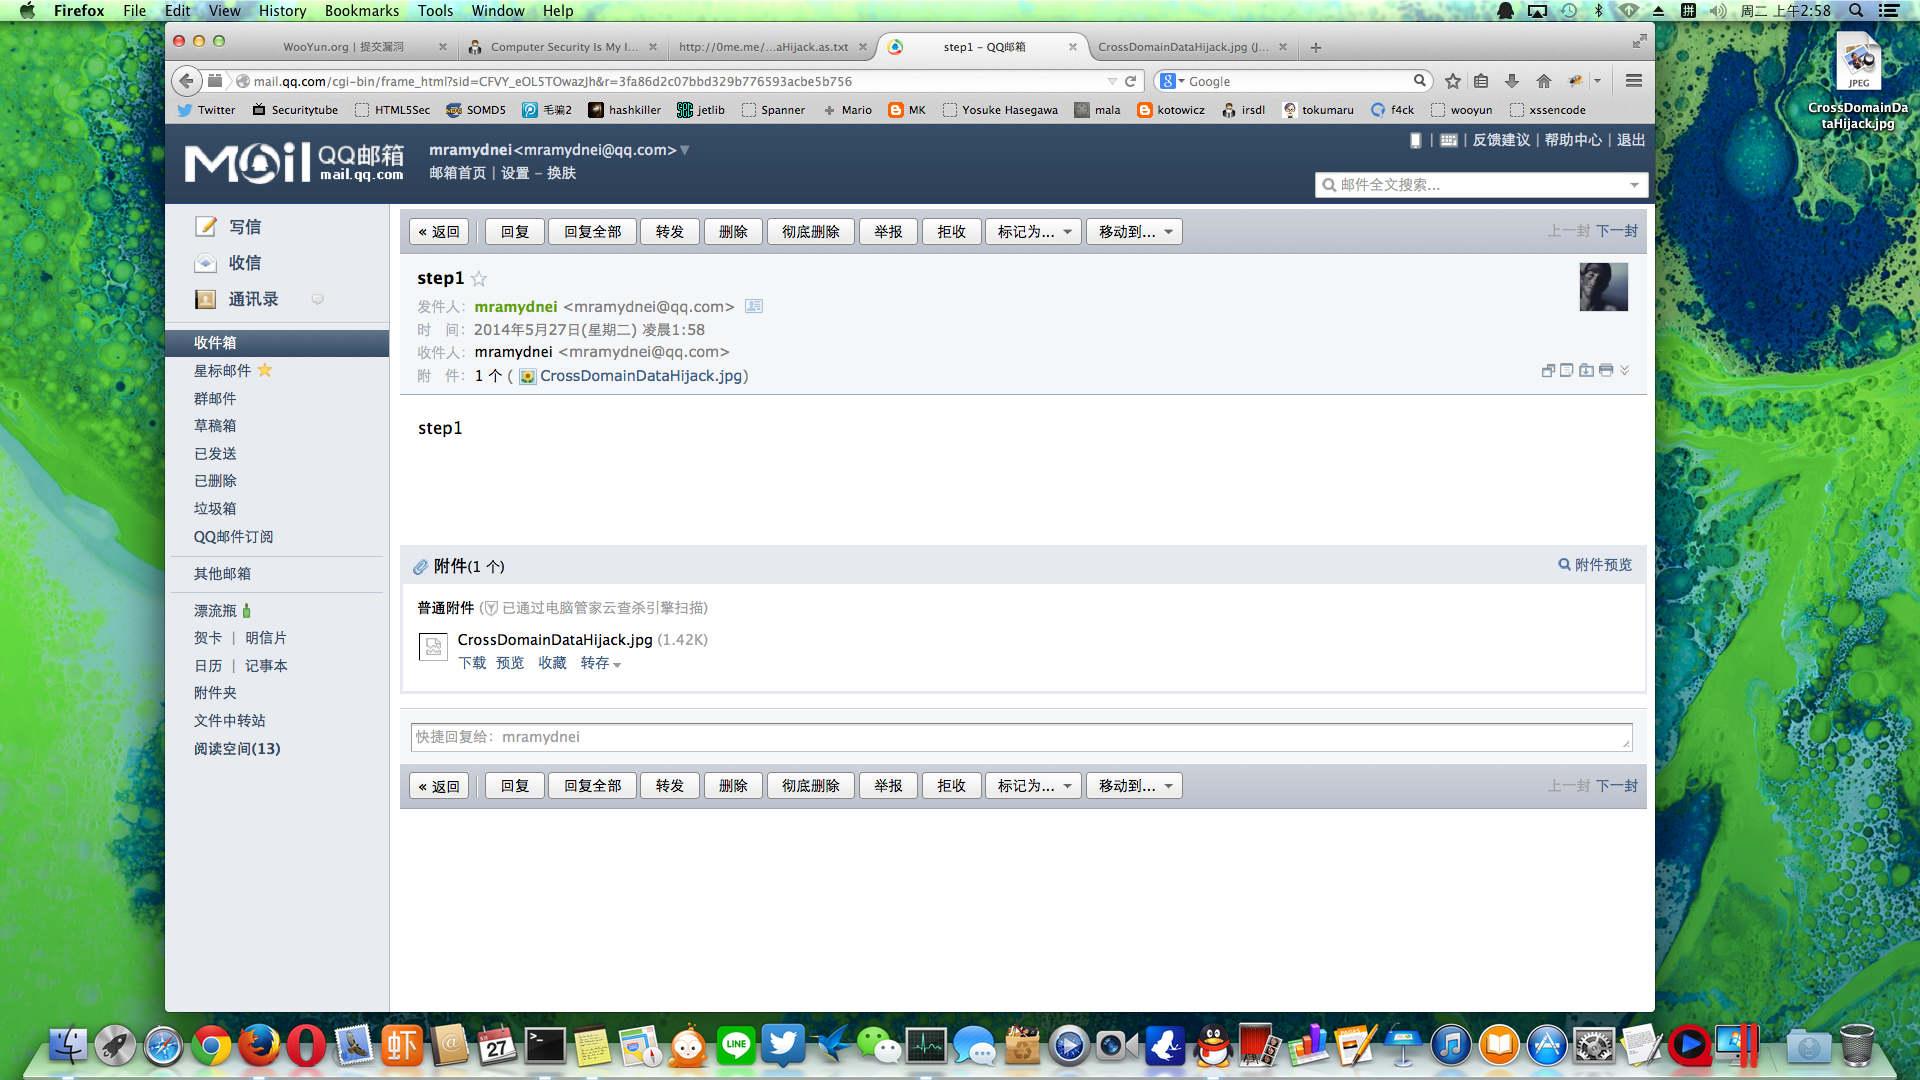 Firefox File Edit View History Bookmarks Tools Window Help 周二 上午2:58
WooYun.org | 提交漏洞 Computer Security Is My I... http://0me.me/...aHijack.as.txt step1 - QQ邮箱 CrossDomainDataHijack.jpg (J...
mail.qq.com/cgi-bin/frame_html?sid=CFVY_eOL5TOwazJh&r=3fa86d2c07bbd329b776593acbe5b756 Google
Twitter Securitytube HTML5Sec SOMD5 毛骗2 hashkiller jetlib Spanner Mario MK Yosuke Hasegawa mala kotowicz irsdl tokumaru f4ck wooyun xssencode
JPEG
CrossDomainDa
taHijack.jpg
Mail QQ邮箱
mail.qq.com
mramydnei<mramydnei@qq.com>
邮箱首页 | 设置 - 换肤
反馈建议 | 帮助中心 | 退出
邮件全文搜索...
写信
收信
通讯录
收件箱
星标邮件
群邮件
草稿箱
已发送
已删除
垃圾箱
QQ邮件订阅
其他邮箱
漂流瓶
贺卡 | 明信片
日历 | 记事本
附件夹
文件中转站
阅读空间(13)
« 返回 回复 回复全部 转发 删除 彻底删除 举报 拒收 标记为... 移动到... 上一封 下一封
step1
发件人: mramydnei <mramydnei@qq.com>
时 间: 2014年5月27日(星期二) 凌晨1:58
收件人: mramydnei <mramydnei@qq.com>
附 件: 1 个 ( CrossDomainDataHijack.jpg)
step1
附件(1 个) 附件预览
普通附件 ( 已通过电脑管家云查杀引擎扫描)
CrossDomainDataHijack.jpg (1.42K)
下载 预览 收藏 转存
快捷回复给: mramydnei
« 返回 回复 回复全部 转发 删除 彻底删除 举报 拒收 标记为... 移动到... 上一封 下一封
虾 27 LINE